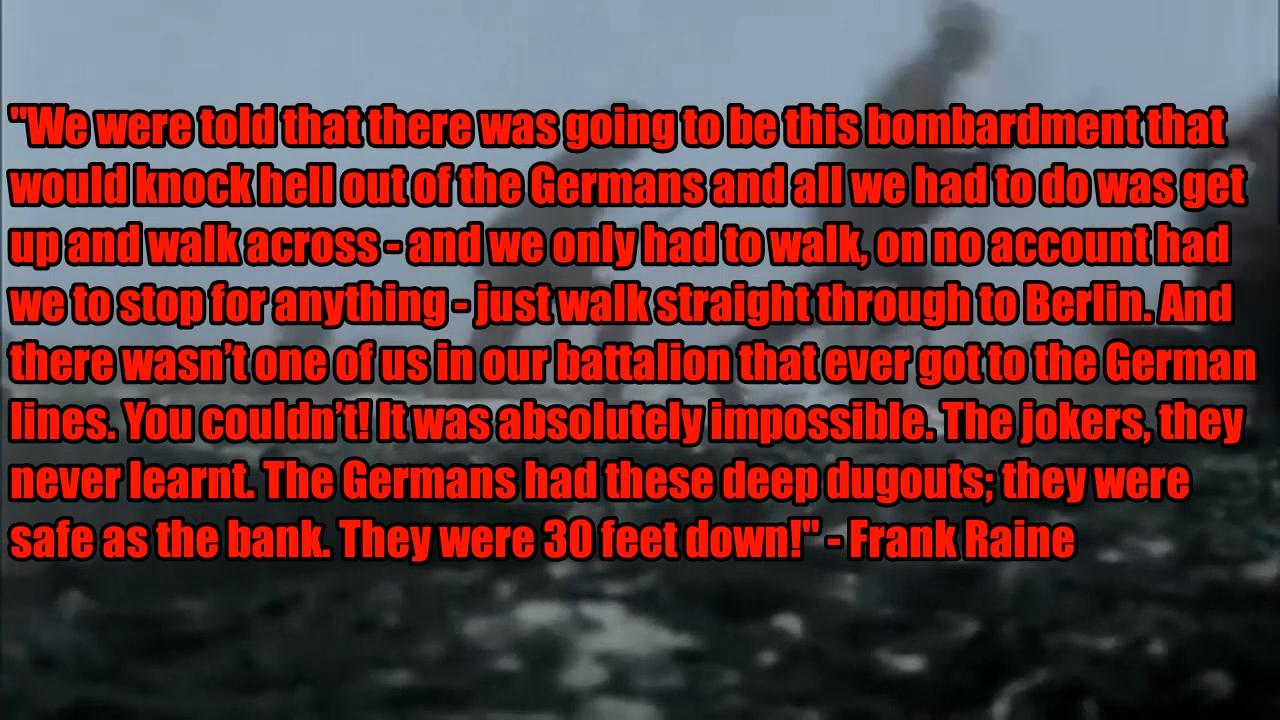 "We were told that there was going to be this bombardment that
would knock hell out of the Germans and all we had to do was get
up and walk across - and we only had to walk, on no account had
we to stop for anything - just walk straight through to Berlin. And
there wasn’t one of us in our battalion that ever got to the German
lines. You couldn’t! It was absolutely impossible. The jokers, they
never learnt. The Germans had these deep dugouts; they were
safe as the bank. They were 30 feet down!" - Frank Raine